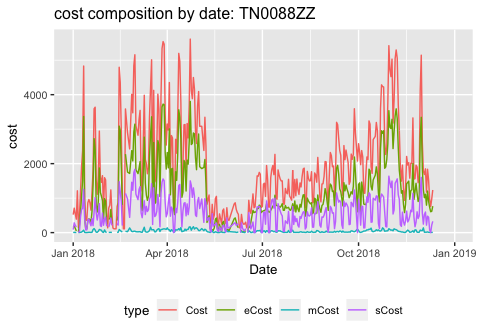 cost composition by date: TN0088ZZ
cost
4000
2000
0
Jan 2018
Apr 2018
Jul 2018
Oct 2018
Jan 2019
Date
type
Cost
eCost
mCost
sCost